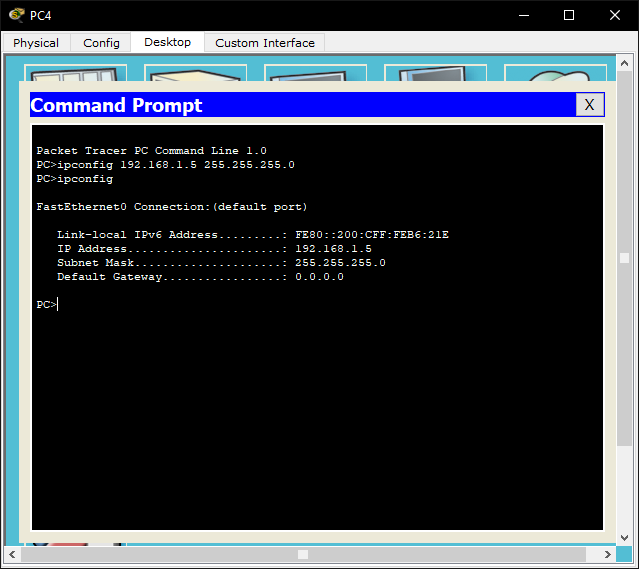 PC4
Physical Config Desktop Custom Interface
Command Prompt X
Packet Tracer PC Command Line 1.0
PC>ipconfig 192.168.1.5 255.255.255.0
PC>ipconfig
FastEthernet0 Connection:(default port)
Link-local IPv6 Address.........: FE80::200:CFF:FEB6:21E
IP Address......................: 192.168.1.5
Subnet Mask.....................: 255.255.255.0
Default Gateway.................: 0.0.0.0
PC>